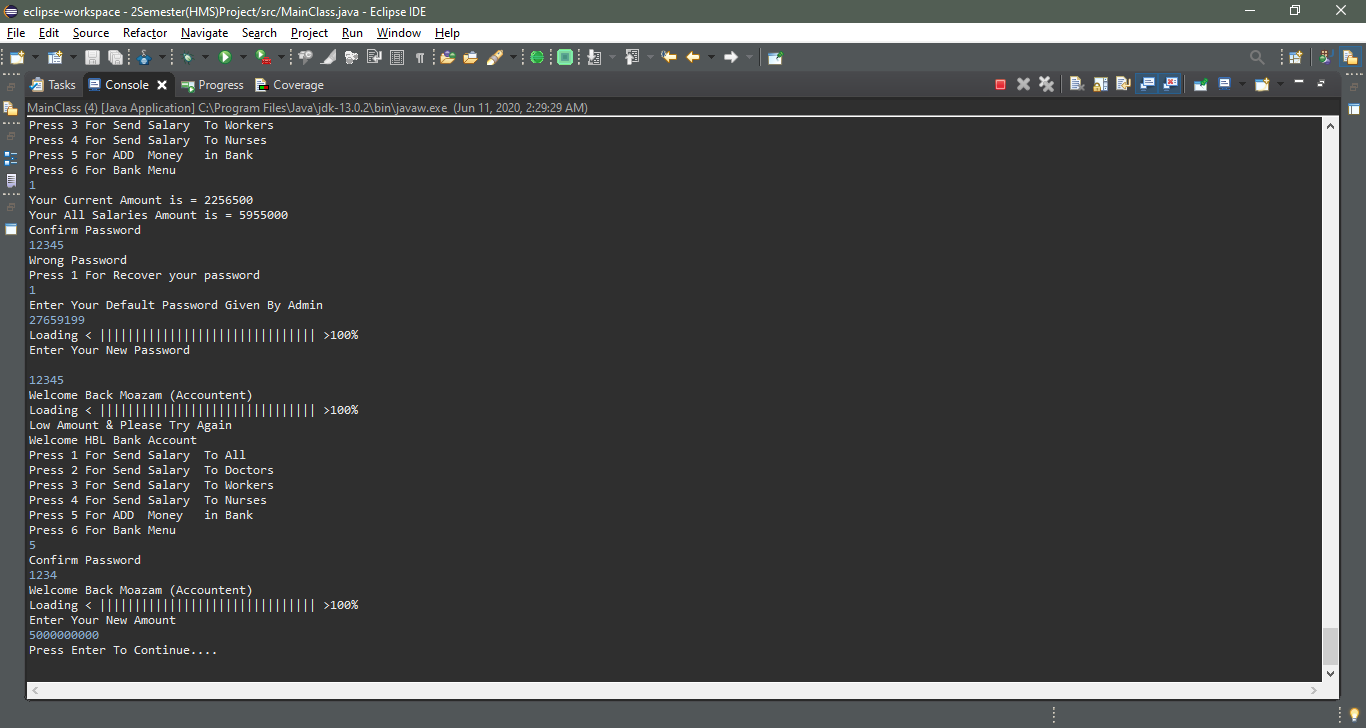 eclipse-workspace - 2Semester(HMS)Project/src/MainClass.java - Eclipse IDE
File Edit Source Refactor Navigate Search Project Run Window Help
Tasks Console Progress Coverage
MainClass (4) [Java Application] C:\Program Files\Java\jdk-13.0.2\bin\javaw.exe (Jun 11, 2020, 2:29:29 AM)
Press 3 For Send Salary  To Workers
Press 4 For Send Salary  To Nurses
Press 5 For ADD  Money   in Bank
Press 6 For Bank Menu
1
Your Current Amount is = 2256500
Your All Salaries Amount is = 5955000
Confirm Password
12345
Wrong Password
Press 1 For Recover your password
1
Enter Your Default Password Given By Admin
27659199
Loading < ||||||||||||||||||||||||||||||| >100%
Enter Your New Password
12345
Welcome Back Moazam (Accountent)
Loading < ||||||||||||||||||||||||||||||| >100%
Low Amount & Please Try Again
Welcome HBL Bank Account
Press 1 For Send Salary  To All
Press 2 For Send Salary  To Doctors
Press 3 For Send Salary  To Workers
Press 4 For Send Salary  To Nurses
Press 5 For ADD  Money   in Bank
Press 6 For Bank Menu
5
Confirm Password
1234
Welcome Back Moazam (Accountent)
Loading < ||||||||||||||||||||||||||||||| >100%
Enter Your New Amount
5000000000
Press Enter To Continue....